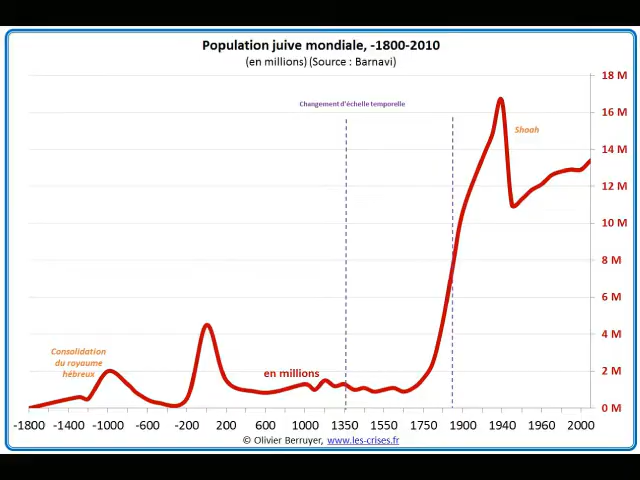 Population juive mondiale, -1800-2010
(en millions) (Source : Barnavi)
18 M
Changement d'échelle temporelle
16 M
Shoah
14 M
12 M
10 M
8 M
6 M
4 M
Consolidation
du royaume
hébreux
en millions
2 M
0 M
-1800 -1400 -1000 -600 -200 200 600 1000 1350 1550 1750 1900 1940 1960 2000
© Olivier Berruyer, www.les-crises.fr